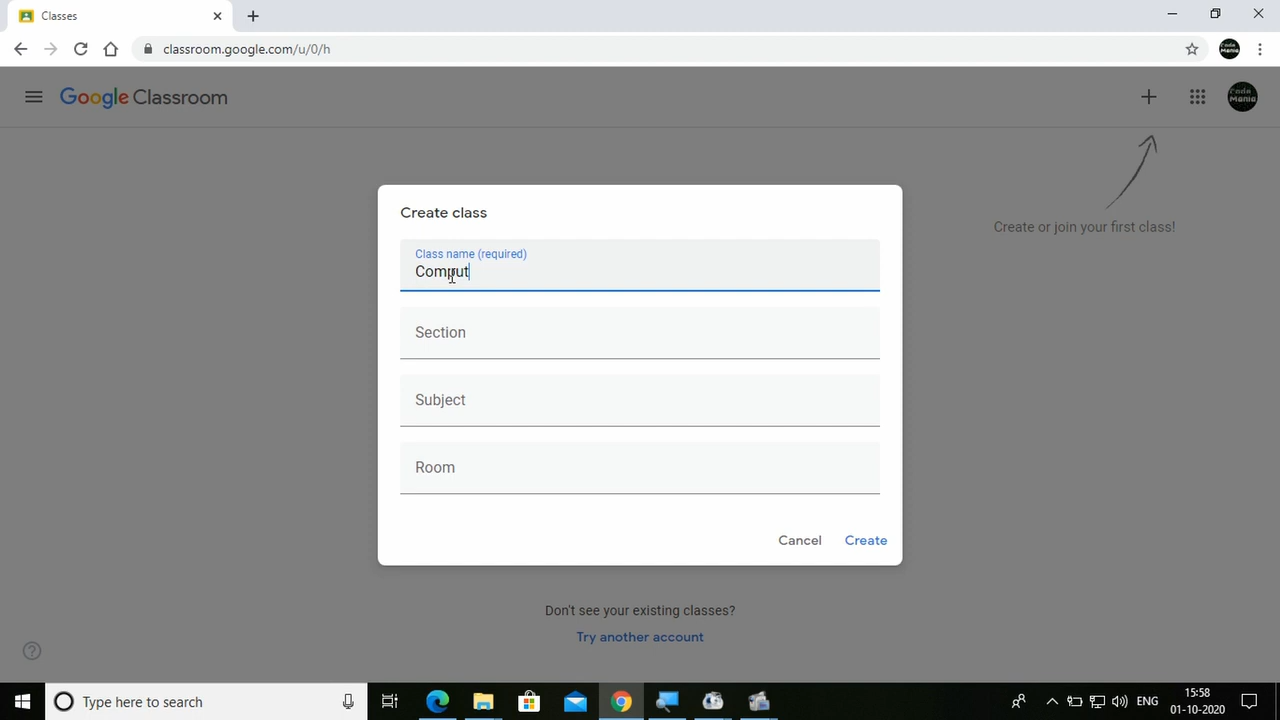 Classes
classroom.google.com/u/0/h
Google Classroom
Create or join your first class!
Create class
Class name (required)
Comput
Section
Subject
Room
Cancel
Create
Don't see your existing classes?
Try another account
Type here to search
ENG
15:58
01-10-2020